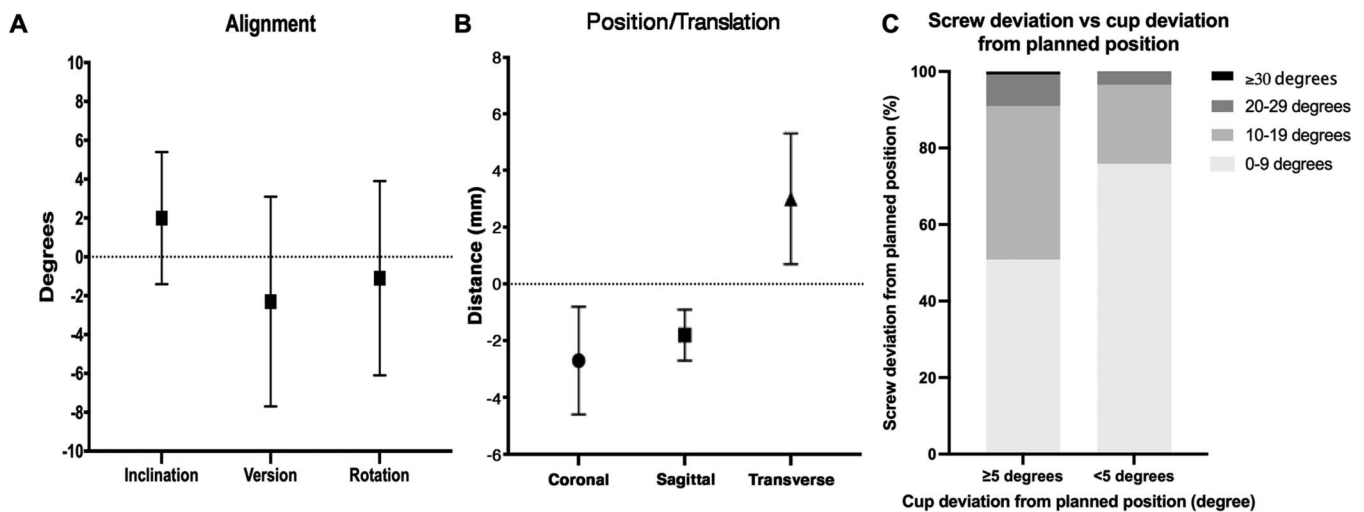 A
Alignment
Degrees
10
8
6
4
2
0
-2
-4
-6
-8
-10
Inclination
Version
Rotation
B
Position/Translation
Distance (mm)
8
6
4
2
0
-2
-4
-6
Coronal
Sagittal
Transverse
C
Screw deviation vs cup deviation
from planned position
Screw deviation from planned position (%)
100
80
60
40
20
0
≥5 degrees
<5 degrees
Cup deviation from planned position (degree)
≥30 degrees
20-29 degrees
10-19 degrees
0-9 degrees